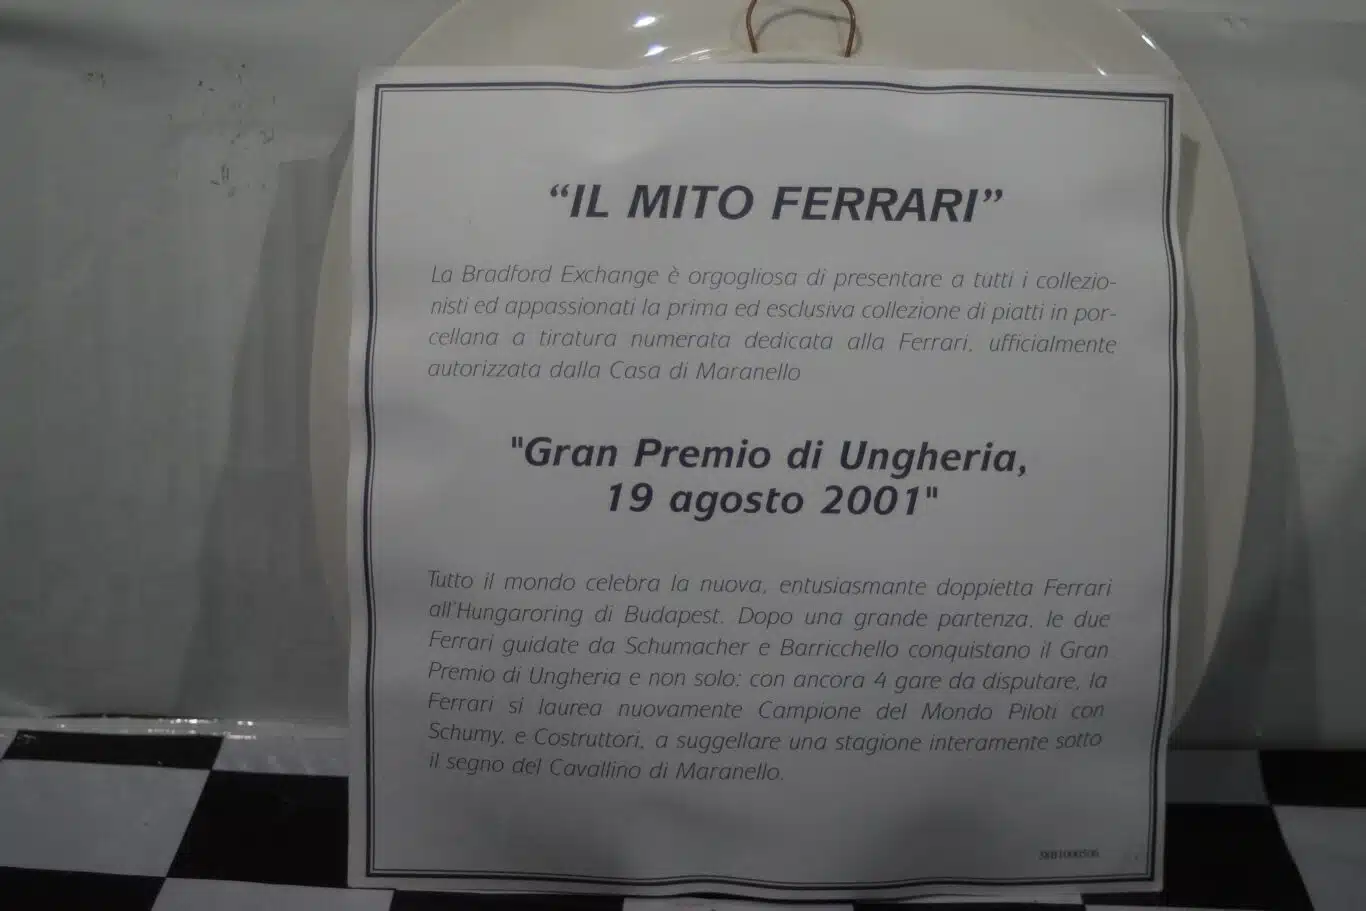 “IL MITO FERRARI”
La Bradford Exchange è orgogliosa di presentare a tutti i collezio-
nisti ed appassionati la prima ed esclusiva collezione di piatti in por-
cellana a tiratura numerata dedicata alla Ferrari, ufficialmente
autorizzata dalla Casa di Maranello
"Gran Premio di Ungheria,
19 agosto 2001"
Tutto il mondo celebra la nuova, entusiasmante doppietta Ferrari
all'Hungaroring di Budapest. Dopo una grande partenza, le due
Ferrari guidate da Schumacher e Barricchello conquistano il Gran
Premio di Ungheria e non solo: con ancora 4 gare da disputare, la
Ferrari si laurea nuovamente Campione del Mondo Piloti con
Schumy, e Costruttori, a suggellare una stagione interamente sotto
il segno del Cavallino di Maranello.